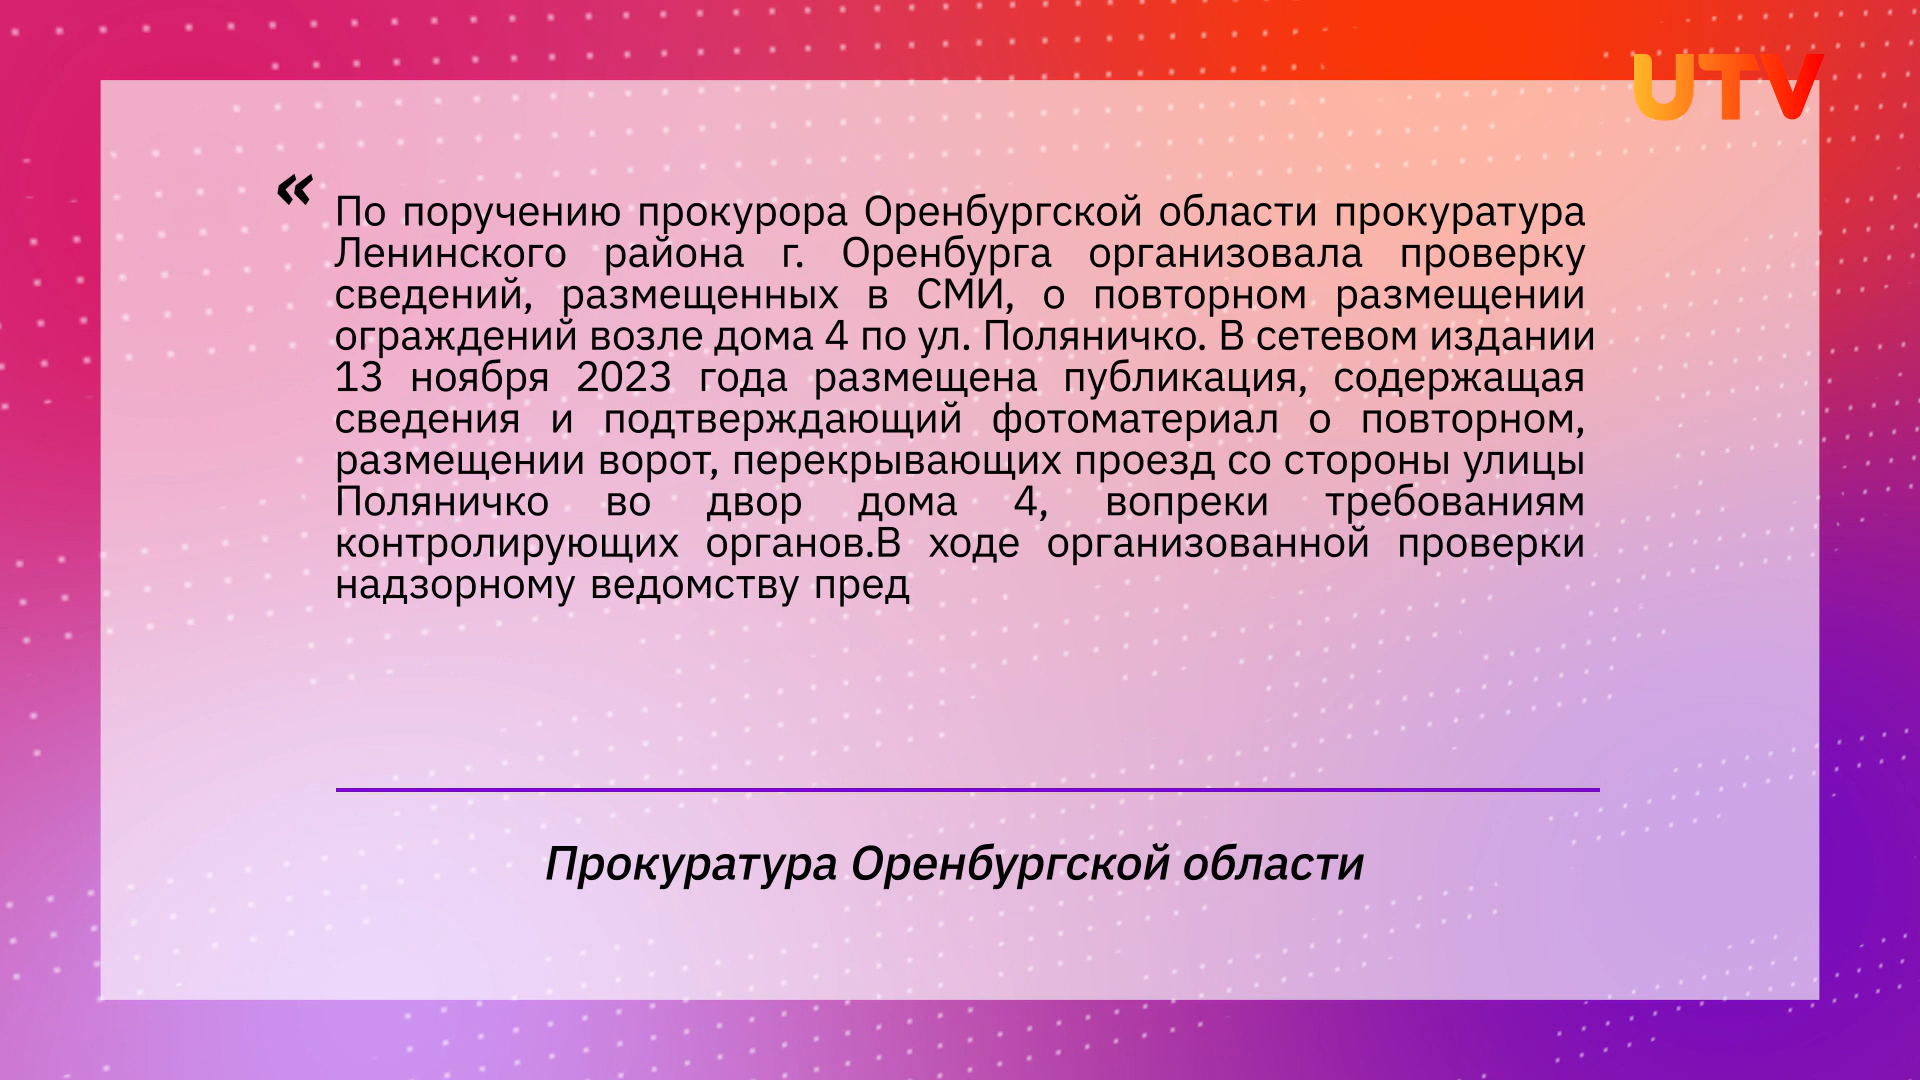 UTV
«
По поручению прокурора Оренбургской области прокуратура
Ленинского района г. Оренбурга организовала проверку
сведений, размещенных в СМИ, о повторном размещении
ограждений возле дома 4 по ул. Поляничко. В сетевом издании
13 ноября 2023 года размещена публикация, содержащая
сведения и подтверждающий фотоматериал о повторном,
размещении ворот, перекрывающих проезд со стороны улицы
Поляничко во двор дома 4, вопреки требованиям
контролирующих органов.В ходе организованной проверки
надзорному ведомству пред
Прокуратура Оренбургской области